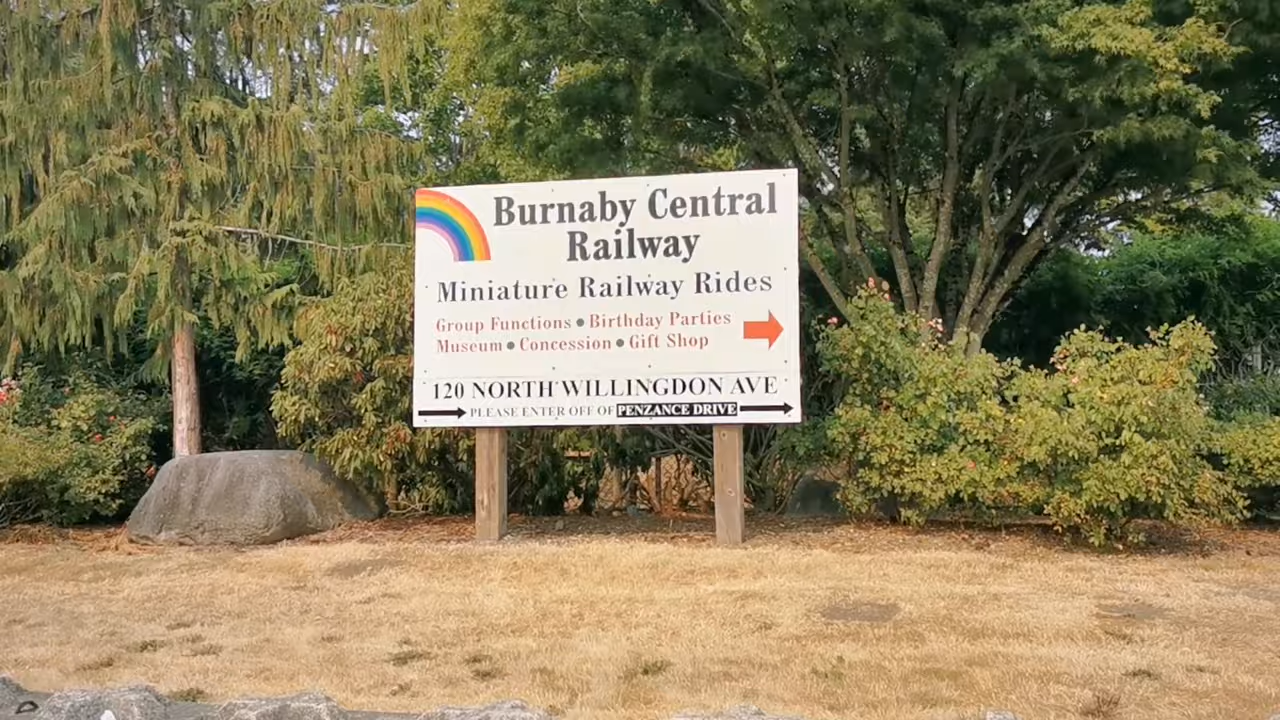 Burnaby Central
Railway
Miniature Railway Rides
Group Functions • Birthday Parties
Museum • Concession • Gift Shop
120 NORTH WILLINGDON AVE
PLEASE ENTER OFF OF PENZANCE DRIVE